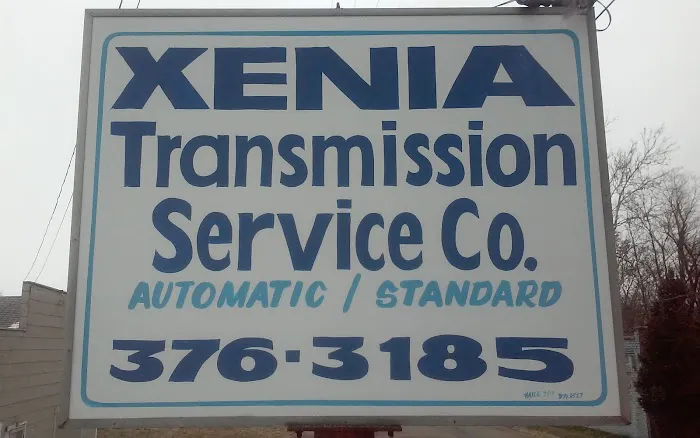 XENIA
Transmission
Service Co.
AUTOMATIC / STANDARD
376-3185